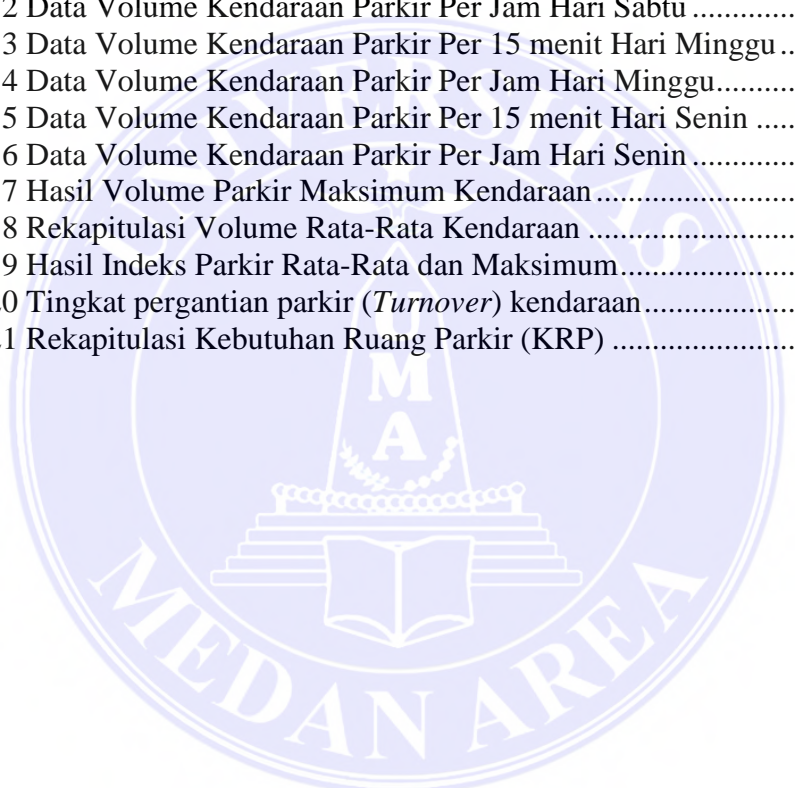 2 Data Volume Kendaraan Parkir Per Jam Hari Sabtu .............
3 Data Volume Kendaraan Parkir Per 15 menit Hari Minggu ..
4 Data Volume Kendaraan Parkir Per Jam Hari Minggu..........
5 Data Volume Kendaraan Parkir Per 15 menit Hari Senin .....
6 Data Volume Kendaraan Parkir Per Jam Hari Senin .............
7 Hasil Volume Parkir Maksimum Kendaraan .......................
8 Rekapitulasi Volume Rata-Rata Kendaraan ........................
9 Hasil Indeks Parkir Rata-Rata dan Maksimum....................
0 Tingkat pergantian parkir (Turnover) kendaraan..................
1 Rekapitulasi Kebutuhan Ruang Parkir (KRP) ......................
UNIVERSITAS
UMA
MEDAN AREA